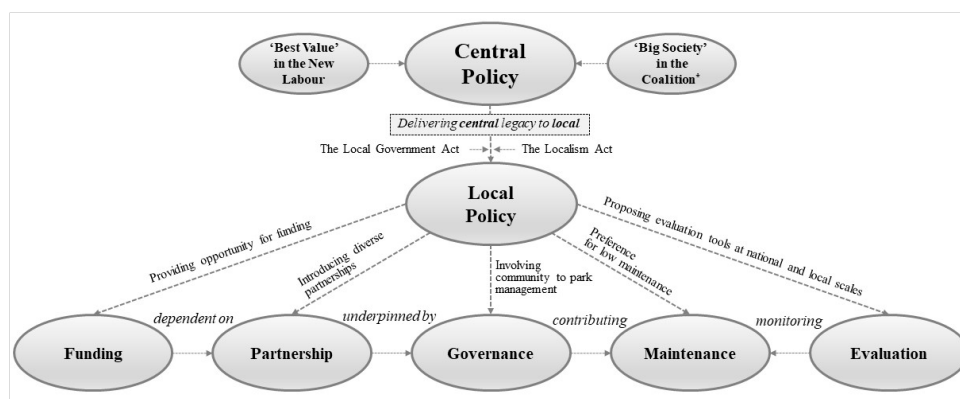 ‘Best Value’
in the New
Labour
Central
Policy
‘Big Society’
in the
Coalition⁺
Delivering central legacy to local
The Local Government Act
The Localism Act
Local
Policy
Providing opportunity for funding
Introducing diverse
partnerships
Involving
community to park
management
Preference
for low maintenance
Proposing evaluation tools at national and local scales
dependent on
underpinned by
contributing
monitoring
Funding
Partnership
Governance
Maintenance
Evaluation